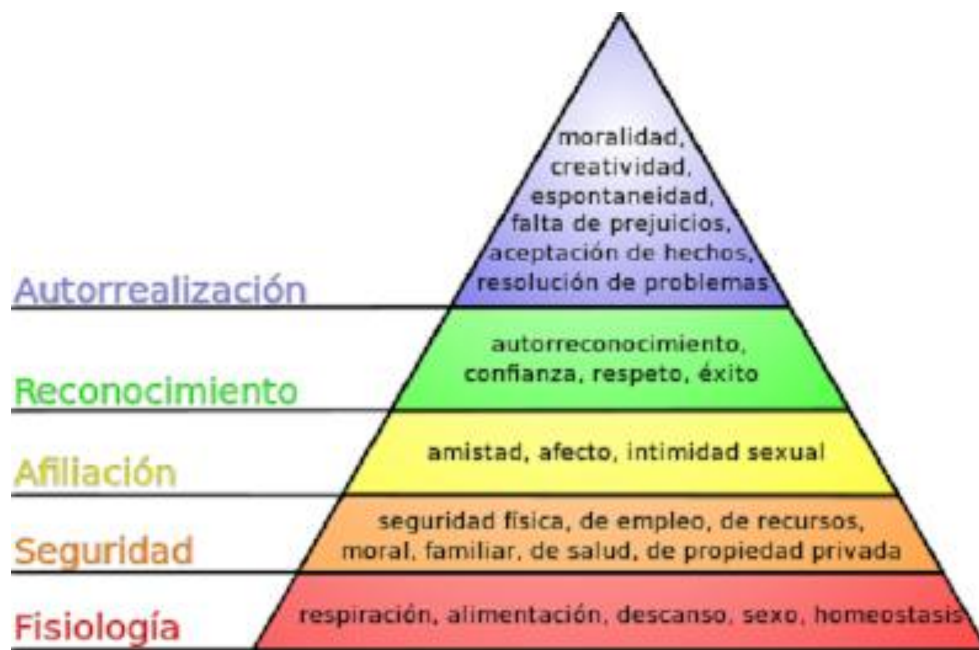 moralidad,
creatividad,
espontaneidad,
falta de prejuicios,
aceptación de hechos,
resolución de problemas
Autorrealización
autorreconocimiento,
confianza, respeto, éxito
Reconocimiento
amistad, afecto, intimidad sexual
Afiliación
seguridad física, de empleo, de recursos,
moral, familiar, de salud, de propiedad privada
Seguridad
respiración, alimentación, descanso, sexo, homeostasis
Fisiología